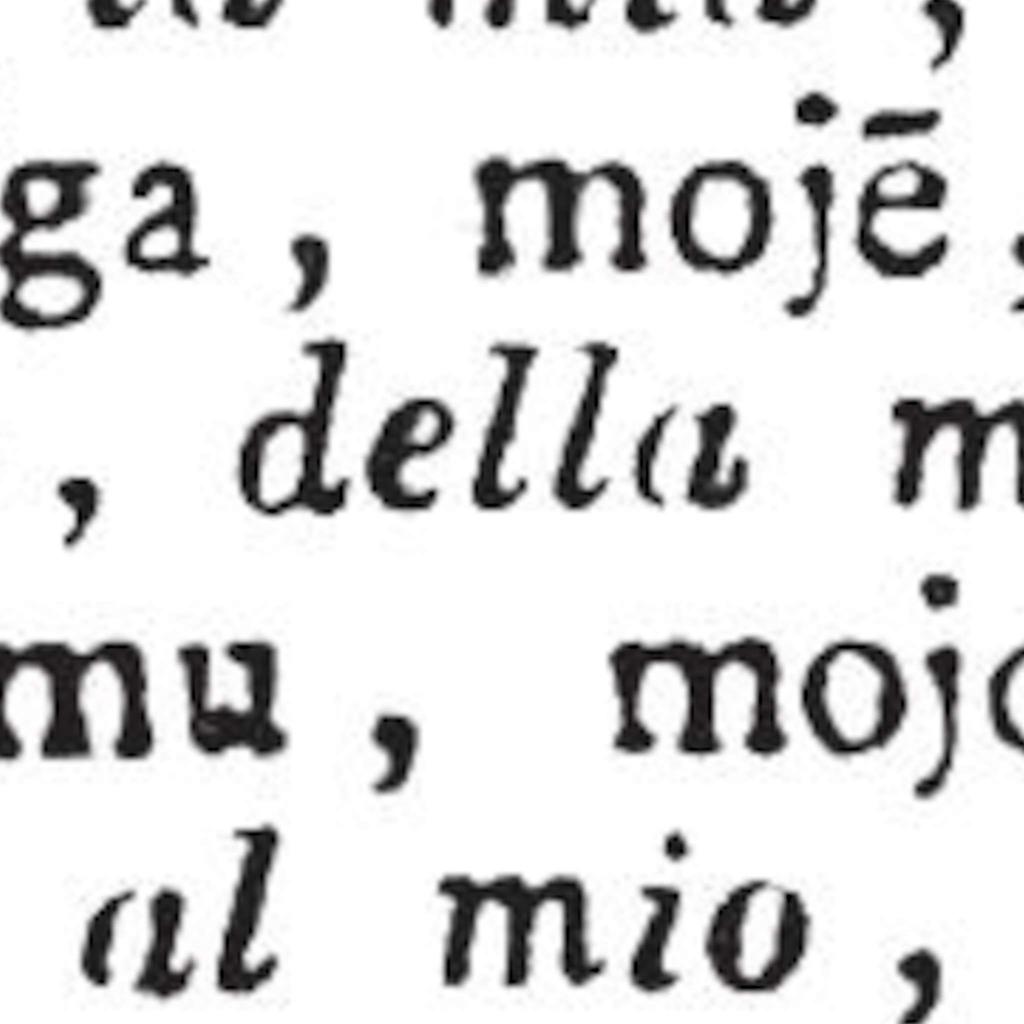 ga, mojē,
, della m
mu, mojo
al mio,